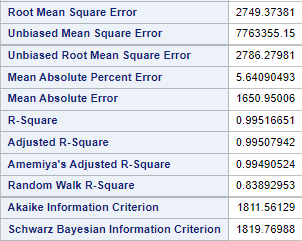 Root Mean Square Error 2749.37381
Unbiased Mean Square Error 7763355.15
Unbiased Root Mean Square Error 2786.27981
Mean Absolute Percent Error 5.64090493
Mean Absolute Error 1650.95006
R-Square 0.99516651
Adjusted R-Square 0.99507942
Amemiya's Adjusted R-Square 0.99490524
Random Walk R-Square 0.83892953
Akaike Information Criterion 1811.56129
Schwarz Bayesian Information Criterion 1819.76988